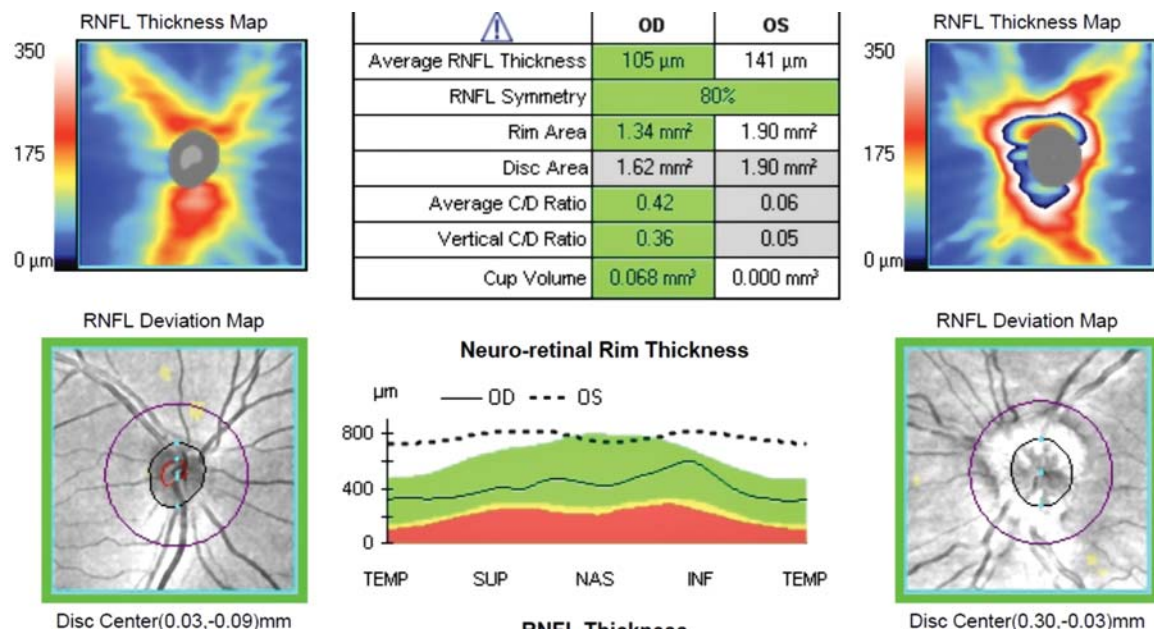 RNFL Thickness Map
350
175
0 µm
RNFL Deviation Map
Disc Center(0.03,-0.09)mm
OD OS
Average RNFL Thickness 105 µm 141 µm
RNFL Symmetry 80%
Rim Area 1.34 mm² 1.90 mm²
Disc Area 1.62 mm² 1.90 mm²
Average C/D Ratio 0.42 0.06
Vertical C/D Ratio 0.36 0.05
Cup Volume 0.068 mm³ 0.000 mm³
Neuro-retinal Rim Thickness
µm OD OS
800
400
0
TEMP SUP NAS INF TEMP
RNFL Thickness
RNFL Thickness Map
350
175
0 µm
RNFL Deviation Map
Disc Center(0.30,-0.03)mm